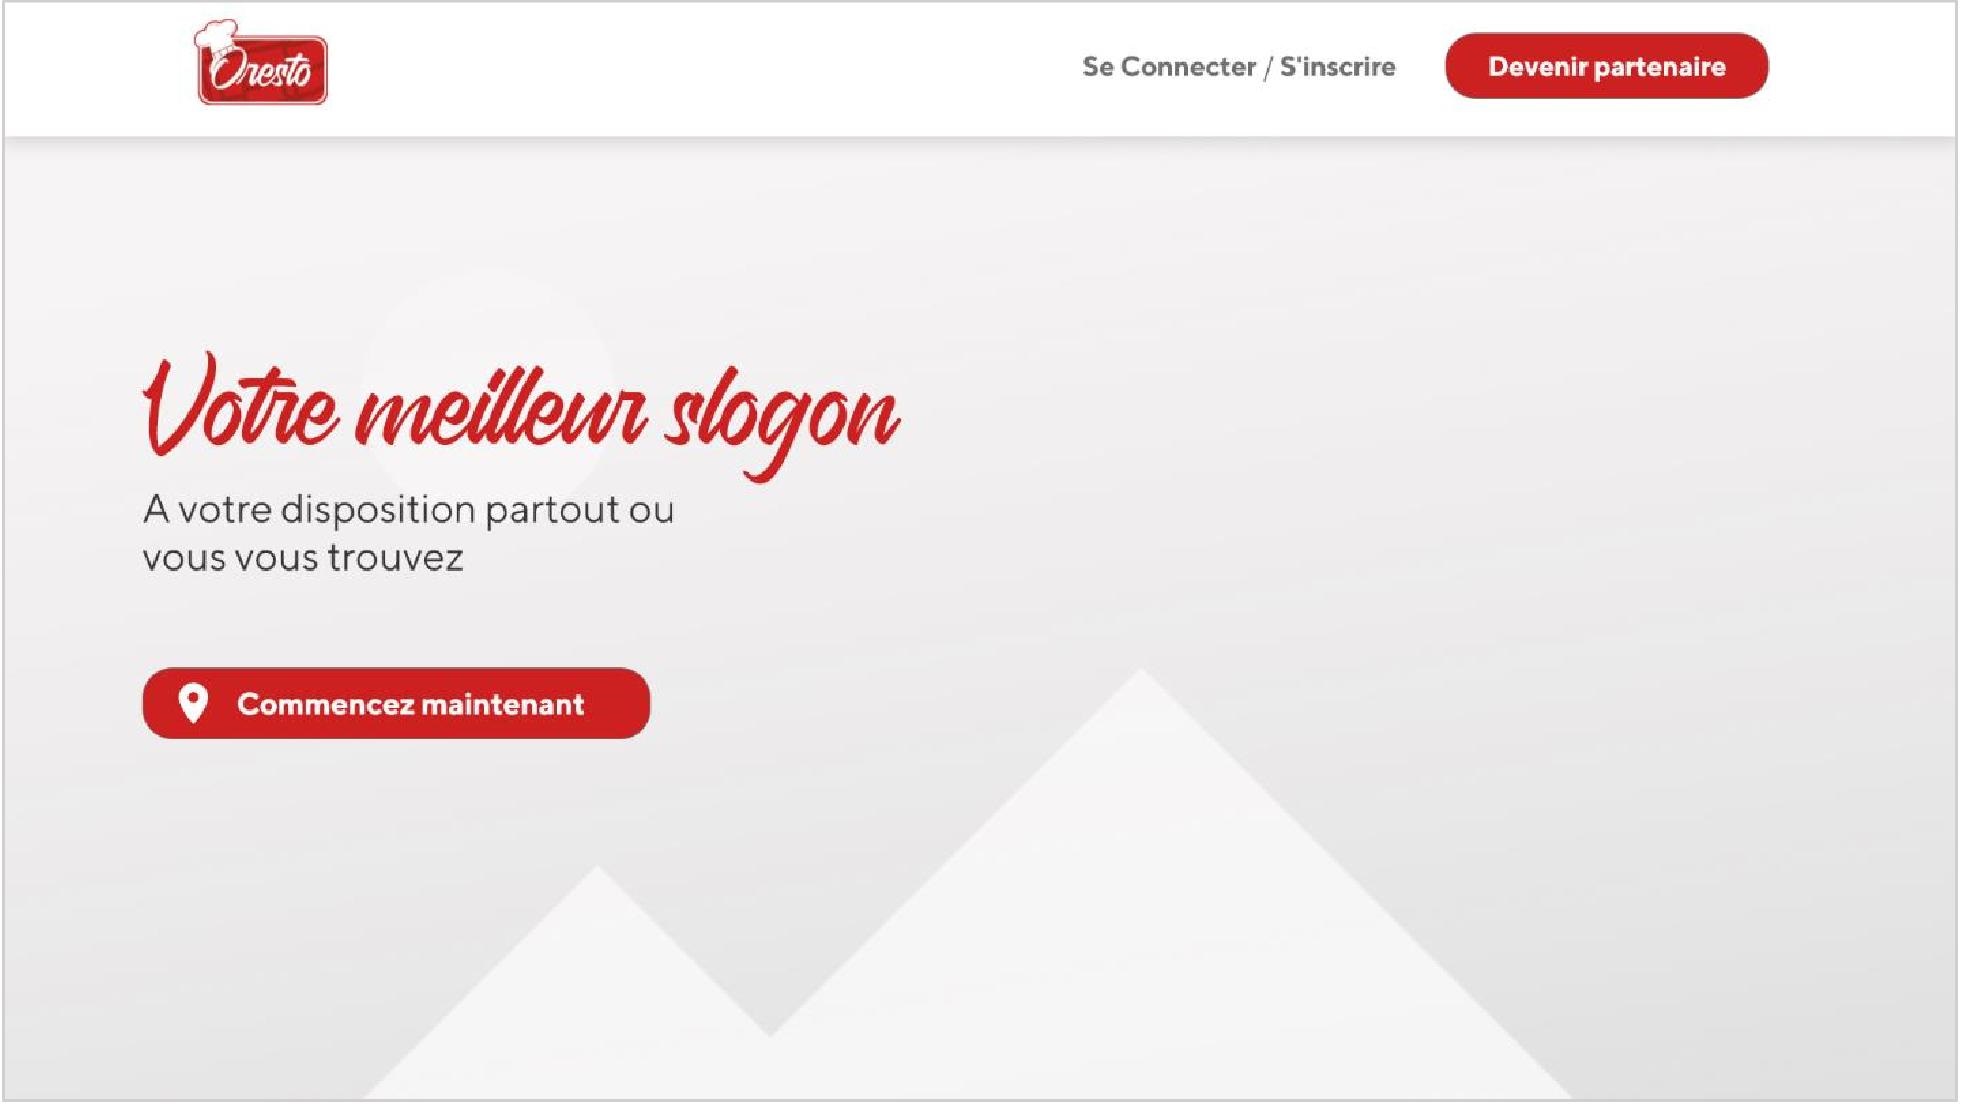 Oresto
Se Connecter / S'inscrire
Devenir partenaire
Votre meilleur slogon
A votre disposition partout ou
vous vous trouvez
Commencez maintenant